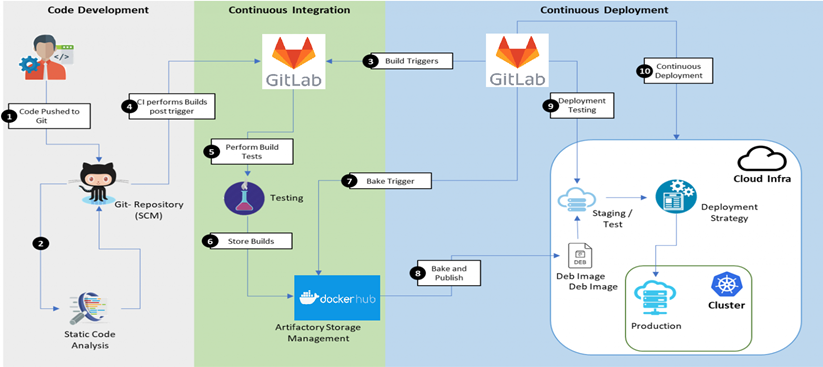 Code Development
Continuous Integration
Continuous Deployment
GitLab
GitLab
3
Build Triggers
10
Continuous
Deployment
1
Code Pushed to
Git
4
CI performs Builds
post trigger
9
Deployment
Testing
5
Perform Build
Tests
Cloud Infra
7
Bake Trigger
Git- Repository
(SCM)
Testing
Staging /
Test
Deployment
Strategy
2
6
Store Builds
8
Bake and
Publish
DEB
Deb Image
Deb Image
dockerhub
Artifactory Storage
Management
Cluster
Production
Static Code
Analysis